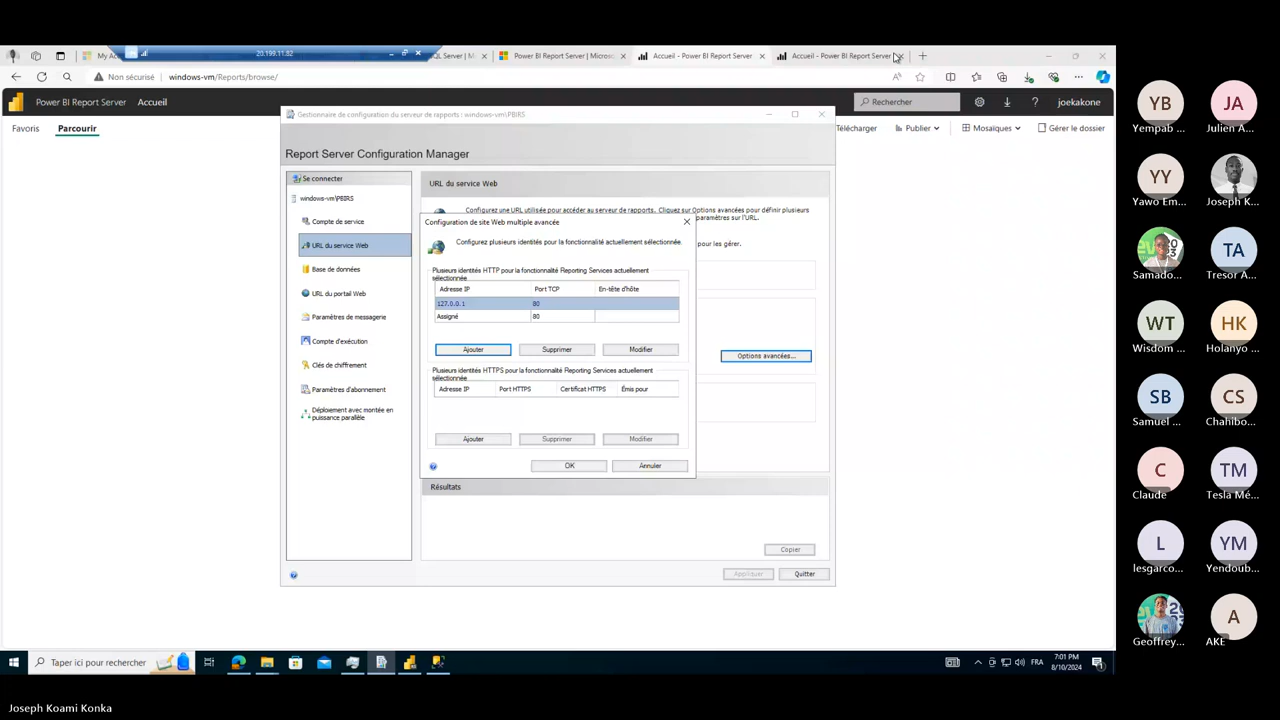 20.199.11.82
My Ac
QL Server | M
Power BI Report Server | Micros
Accueil - Power BI Report Server
Accueil - Power BI Report Server
Non sécurisé
windows-vm/Reports/browse/
Power BI Report Server
Accueil
Rechercher
joekakone
Favoris
Parcourir
Télécharger
Publier
Mosaïques
Gérer le dossier
Gestionnaire de configuration du serveur de rapports : windows-vm\PBIRS
Report Server Configuration Manager
Se connecter
windows-vm\PBIRS
Compte de service
URL du service Web
Base de données
URL du portail Web
Paramètres de messagerie
Compte d'exécution
Clés de chiffrement
Paramètres d'abonnement
Déploiement avec montée en
puissance parallèle
URL du service Web
Configurez une URL utilisée pour accéder au serveur de rapports. Cliquez sur Options avancées pour définir plusieurs
paramètres sur l'URL.
pour les gérer.
Options avancées...
Configuration de site Web multiple avancée
Configurez plusieurs identités pour la fonctionnalité actuellement sélectionnée.
Plusieurs identités HTTP pour la fonctionnalité Reporting Services actuellement
sélectionnée
Adresse IP Port TCP En-tête d'hôte
127.0.0.1 80
Assigné 80
Ajouter Supprimer Modifier
Plusieurs identités HTTPS pour la fonctionnalité Reporting Services actuellement
sélectionnée
Adresse IP Port HTTPS Certificat HTTPS Émis pour
Ajouter Supprimer Modifier
OK Annuler
Résultats
Copier
Appliquer Quitter
Taper ici pour rechercher
FRA
7:01 PM
8/10/2024
YB JA
Yempab ... Julien A...
YY
Yawo Em... Joseph K...
TA
Samado... Tresor A...
WT HK
Wisdom ... Holanyo ...
SB CS
Samuel ... Chahibo...
C TM
Claude Tesla Mé...
L YM
lesgarco... Yendoub...
A
Geoffrey... AKE
Joseph Koami Konka